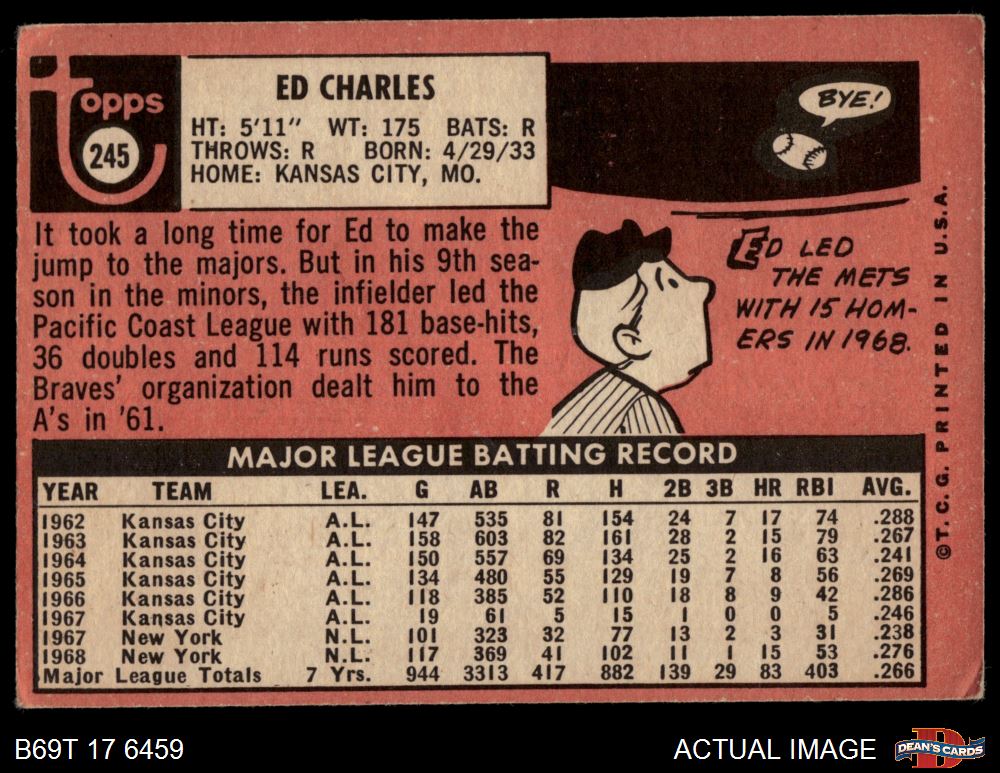 Topps
245
ED CHARLES
HT: 5'11" WT: 175 BATS: R
THROWS: R BORN: 4/29/33
HOME: KANSAS CITY, MO.
It took a long time for Ed to make the
jump to the majors. But in his 9th sea-
son in the minors, the infielder led the
Pacific Coast League with 181 base-hits,
36 doubles and 114 runs scored. The
Braves' organization dealt him to the
A's in '61.
BYE!
ED LED
THE METS
WITH 15 HOM-
ERS IN 1968.
©T. C. G. PRINTED IN U.S.A.
MAJOR LEAGUE BATTING RECORD
YEAR TEAM LEA. G AB R H 2B 3B HR RBI AVG.
1962 Kansas City A.L. 147 535 81 154 24 7 17 74 .288
1963 Kansas City A.L. 158 603 82 161 28 2 15 79 .267
1964 Kansas City A.L. 150 557 69 134 25 2 16 63 .241
1965 Kansas City A.L. 134 480 55 129 19 7 8 56 .269
1966 Kansas City A.L. 118 385 52 110 18 8 9 42 .286
1967 Kansas City A.L. 19 61 5 15 1 0 0 5 .246
1967 New York N.L. 101 323 32 77 13 2 3 31 .238
1968 New York N.L. 117 369 41 102 11 1 15 53 .276
Major League Totals 7 Yrs. 944 3313 417 882 139 29 83 403 .266
B69T 17 6459
ACTUAL IMAGE
D
DEAN'S CARDS